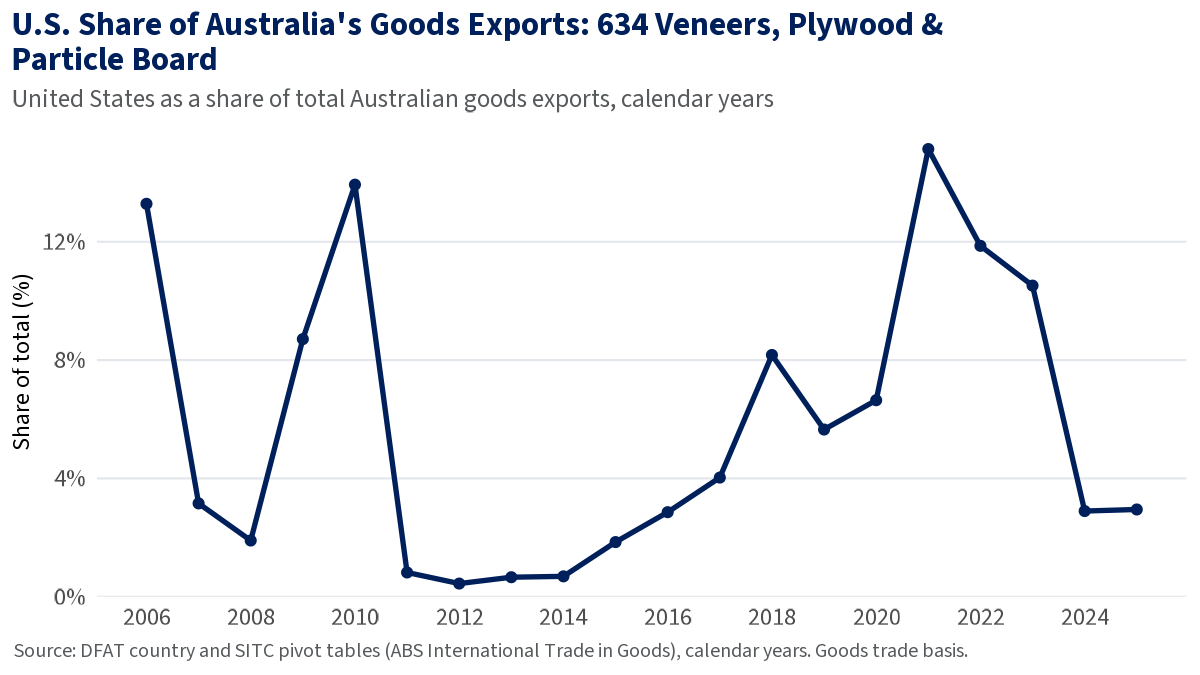 U.S. Share of Australia's Goods Exports: 634 Veneers, Plywood &
Particle Board
United States as a share of total Australian goods exports, calendar years
Share of total (%)
12%
8%
4%
0%
2006 2008 2010 2012 2014 2016 2018 2020 2022 2024
Source: DFAT country and SITC pivot tables (ABS International Trade in Goods), calendar years. Goods trade basis.